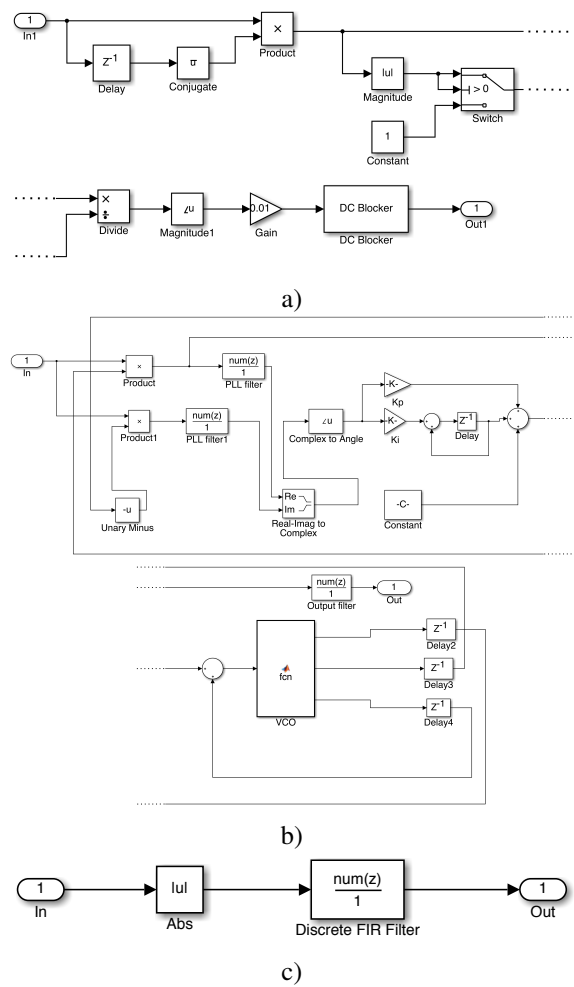 1
In1
Z-1
Delay
u
Conjugate
×
Product
|u|
Magnitude
> 0
Switch
1
Constant
×
÷
Divide
∠u
Magnitude1
0.01
Gain
DC Blocker
DC Blocker
1
Out1
a)
1
In
×
Product
num(z)
1
PLL filter
×
Product1
num(z)
1
PLL filter1
-u
Unary Minus
Re
Im
Real-Imag to
Complex
∠u
Complex to Angle
-K-
Kp
-K-
Ki
Z-1
Delay
-C-
Constant
num(z)
1
Output filter
1
Out
fcn
VCO
Z-1
Delay2
Z-1
Delay3
Z-1
Delay4
b)
1
In
|u|
Abs
num(z)
1
Discrete FIR Filter
1
Out
c)